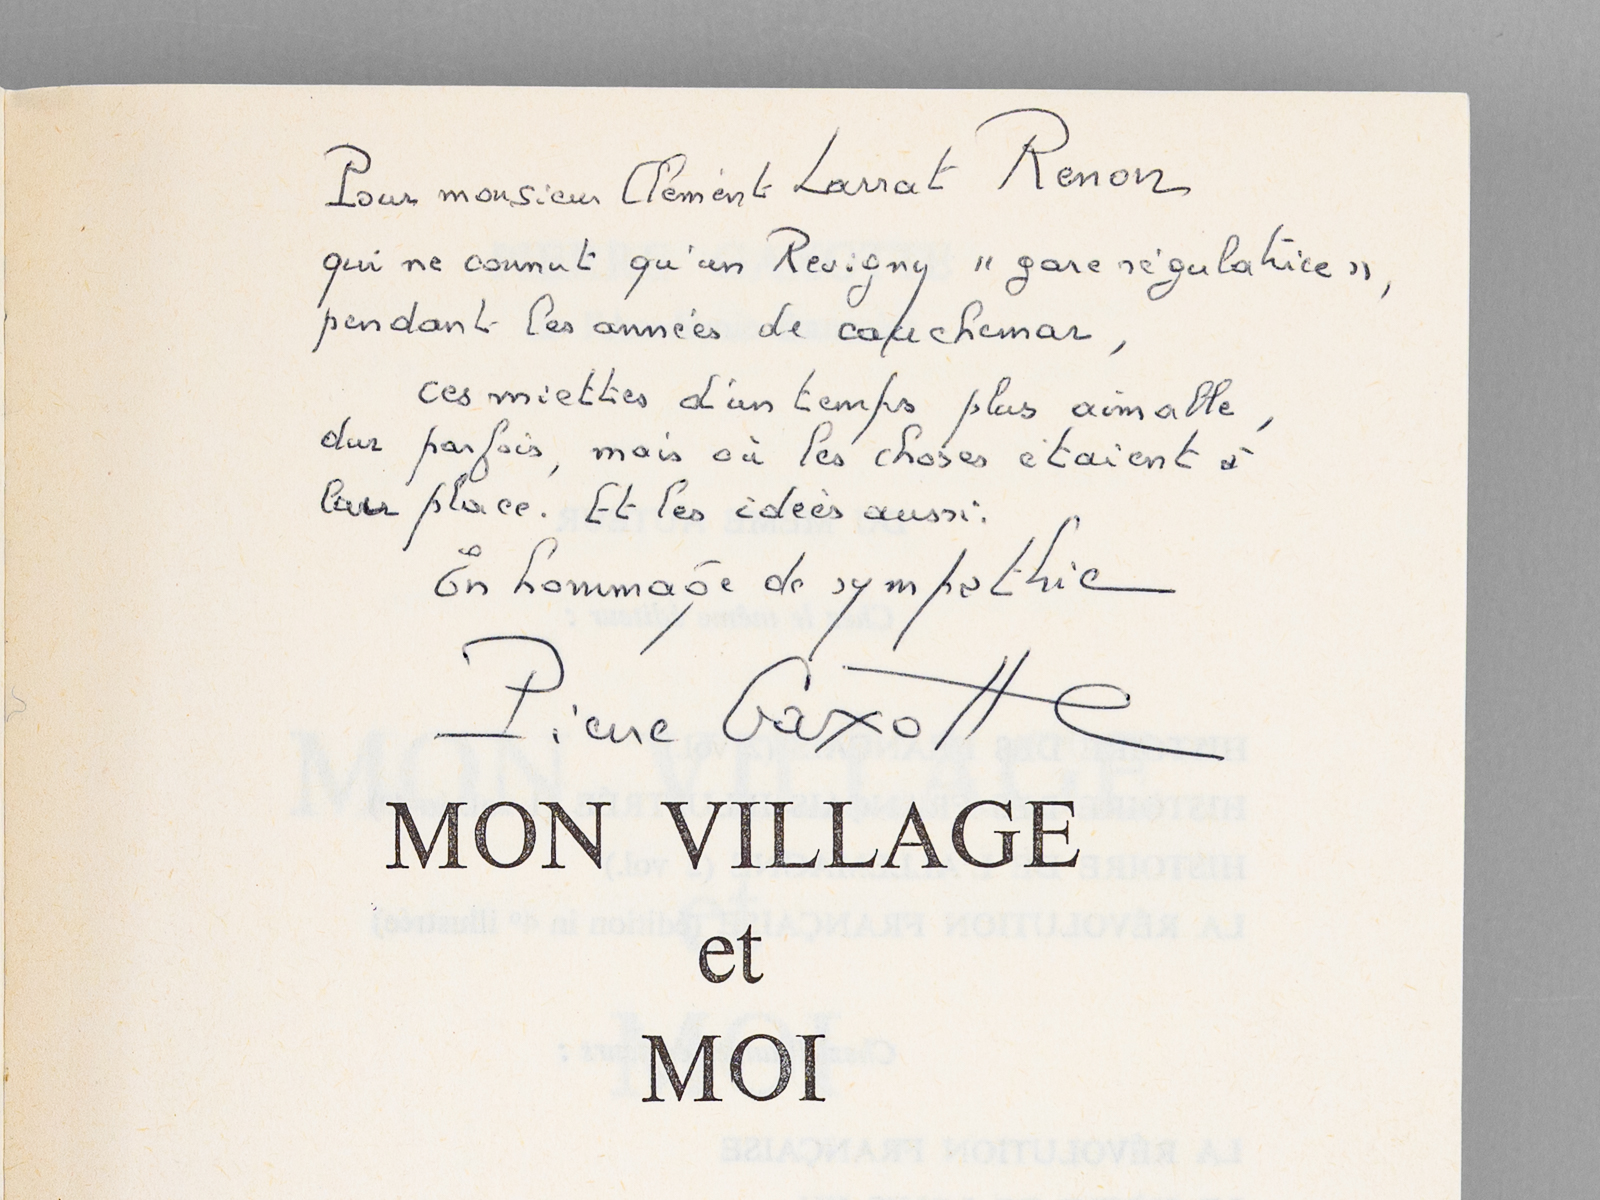 Pour monsieur Clément Larrat Renon
qui ne connut qu'un Revigny « gare régulatrice »,
pendant les années de cauchemar,
ces miettes d'un temps plus aimable,
dur parfois, mais où les choses étaient à
leur place. Et les idées aussi.
En hommage de sympathie
Pierre Gaxotte
MON VILLAGE
et
MOI